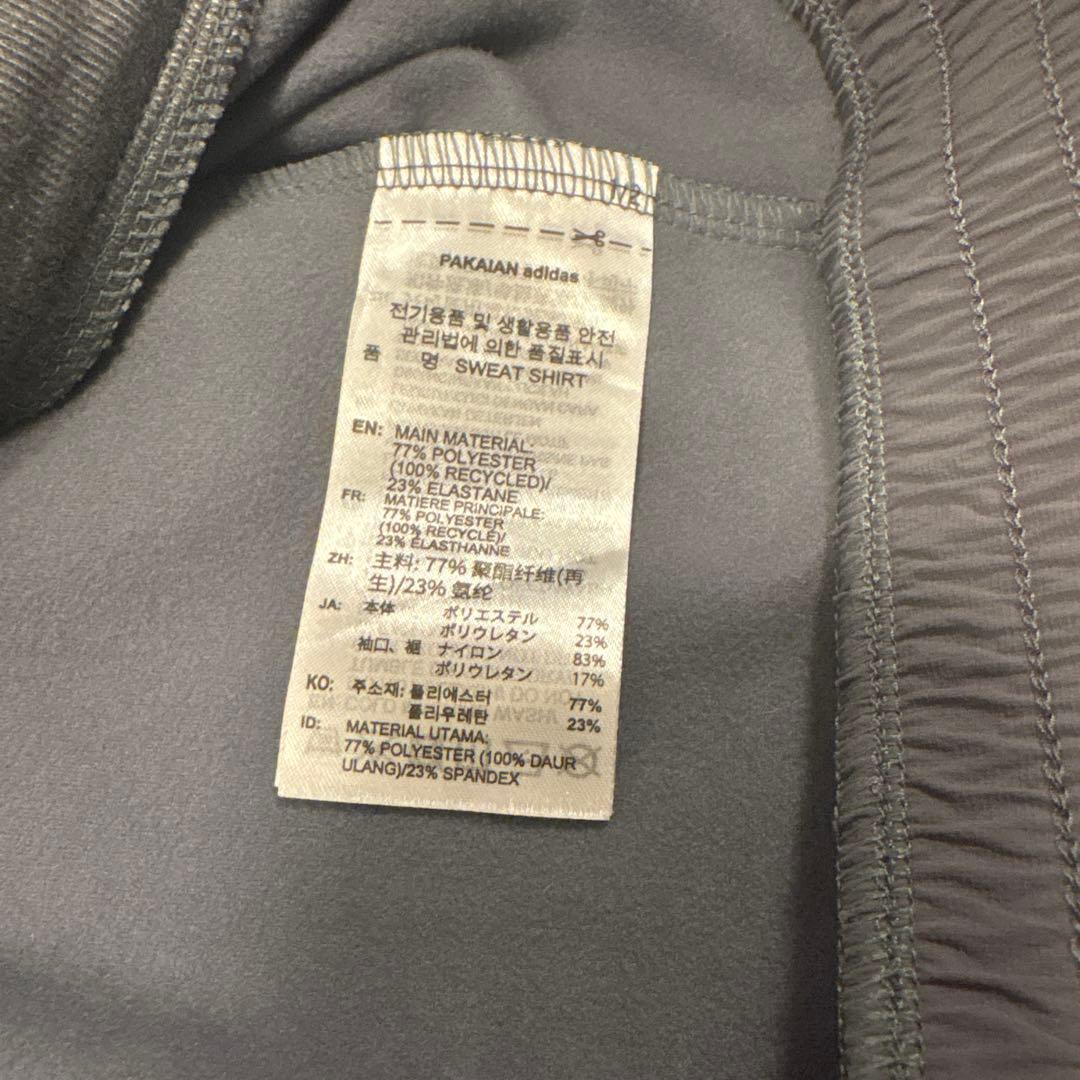 PAKAIAN adidas
전기용품 및 생활용품 안전
관리법에 의한 품질표시
품 명 SWEAT SHIRT
EN: MAIN MATERIAL:
77% POLYESTER
(100% RECYCLED)/
23% ELASTANE
FR: MATIERE PRINCIPALE:
77% POLYESTER
(100% RECYCLÉ)/
23% ÉLASTHANNE
ZH: 主料: 77% 聚酯纤维(再
生)/23% 氨纶
JA: 本体 ポリエステル 77%
ポリウレタン 23%
袖口、裾 ナイロン 83%
ポリウレタン 17%
KO: 주소재: 폴리에스터 77%
폴리우레탄 23%
ID: MATERIAL UTAMA:
77% POLYESTER (100% DAUR
ULANG)/23% SPANDEX